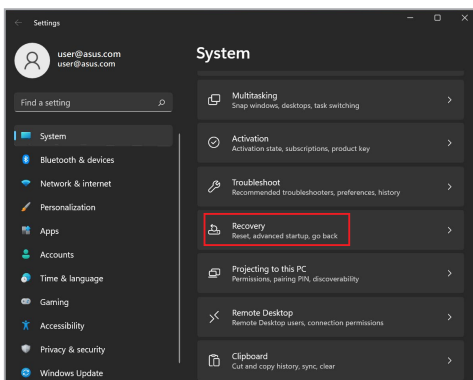 Settings
user@asus.com
user@asus.com
Find a setting
System
Bluetooth & devices
Network & internet
Personalization
Apps
Accounts
Time & language
Gaming
Accessibility
Privacy & security
Windows Update
System
Multitasking
Snap windows, desktops, task switching
Activation
Activation state, subscriptions, product key
Troubleshoot
Recommended troubleshooters, preferences, history
Recovery
Reset, advanced startup, go back
Projecting to this PC
Permissions, pairing PIN, discoverability
Remote Desktop
Remote Desktop users, connection permissions
Clipboard
Cut and copy history, sync, clear